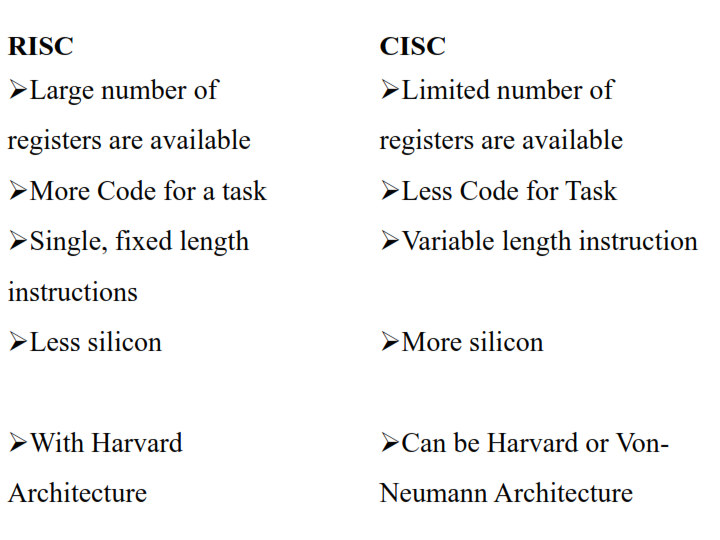 RISC
➢Large number of
registers are available
➢More Code for a task
➢Single, fixed length
instructions
➢Less silicon
➢With Harvard
Architecture
CISC
➢Limited number of
registers are available
➢Less Code for Task
➢Variable length instruction
➢More silicon
➢Can be Harvard or Von-
Neumann Architecture